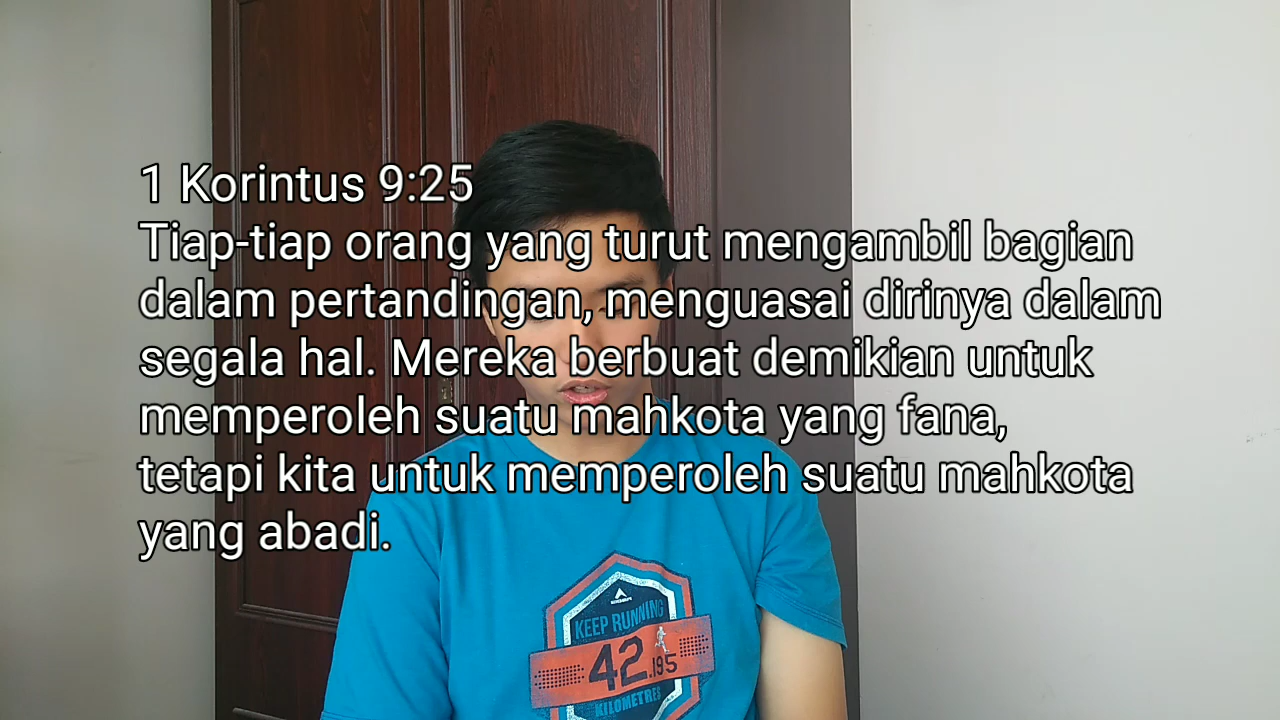 1 Korintus 9:25
Tiap-tiap orang yang turut mengambil bagian
dalam pertandingan, menguasai dirinya dalam
segala hal. Mereka berbuat demikian untuk
memperoleh suatu mahkota yang fana,
tetapi kita untuk memperoleh suatu mahkota
yang abadi.
KEEP RUNNING
42.195
KILOMETRES